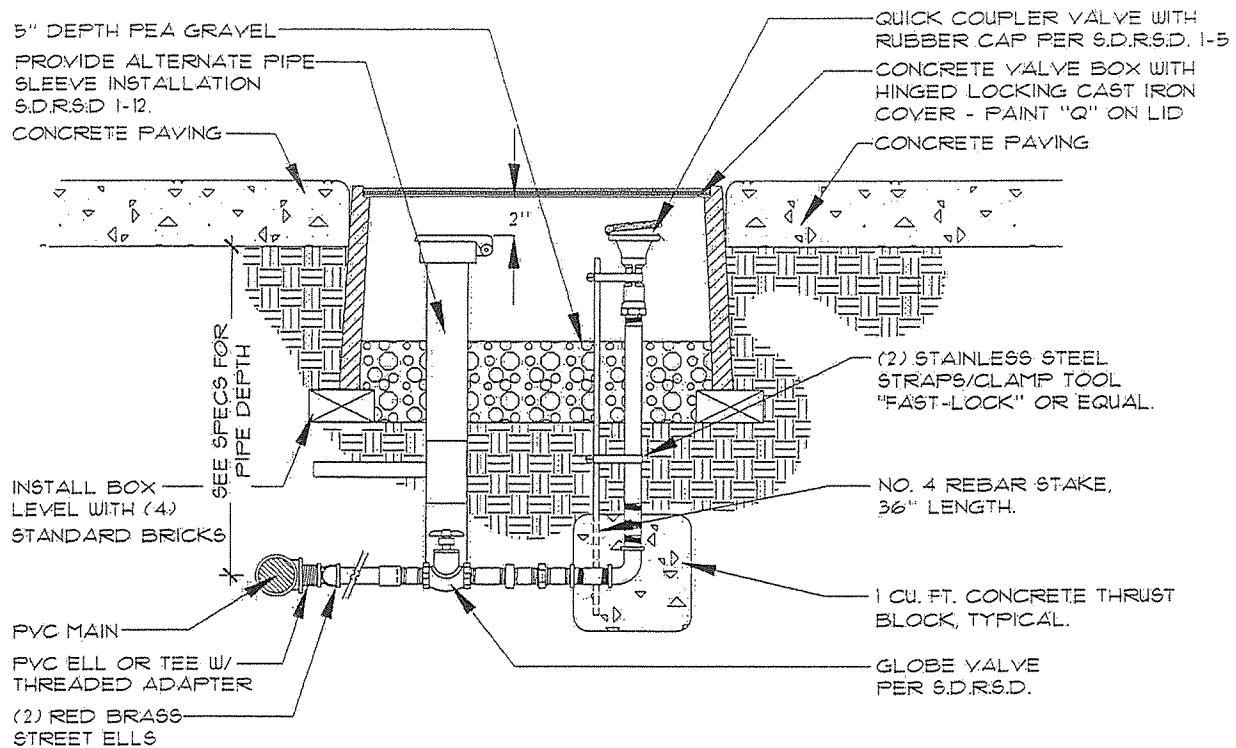 5" DEPTH PEA GRAVEL
PROVIDE ALTERNATE PIPE
SLEEVE INSTALLATION
S.D.R.S.D 1-12.
CONCRETE PAVING
QUICK COUPLER VALVE WITH
RUBBER CAP PER S.D.R.S.D. 1-5
CONCRETE VALVE BOX WITH
HINGED LOCKING CAST IRON
COVER - PAINT "Q" ON LID
CONCRETE PAVING
2"
SEE SPECS FOR
PIPE DEPTH
(2) STAINLESS STEEL
STRAPS/CLAMP TOOL
"FAST-LOCK" OR EQUAL.
INSTALL BOX
LEVEL WITH (4)
STANDARD BRICKS
NO. 4 REBAR STAKE,
36" LENGTH.
PVC MAIN
PVC ELL OR TEE W/
THREADED ADAPTER
(2) RED BRASS
STREET ELLS
1 CU. FT. CONCRETE THRUST
BLOCK, TYPICAL.
GLOBE VALVE
PER S.D.R.S.D.